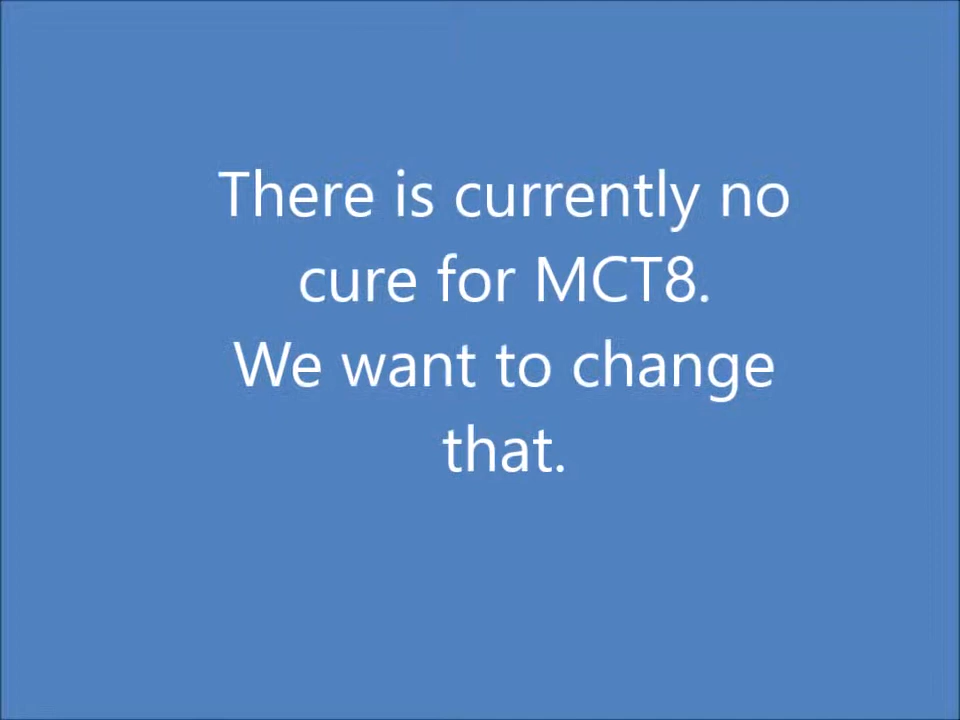 There is currently no
cure for MCT8.
We want to change
that.